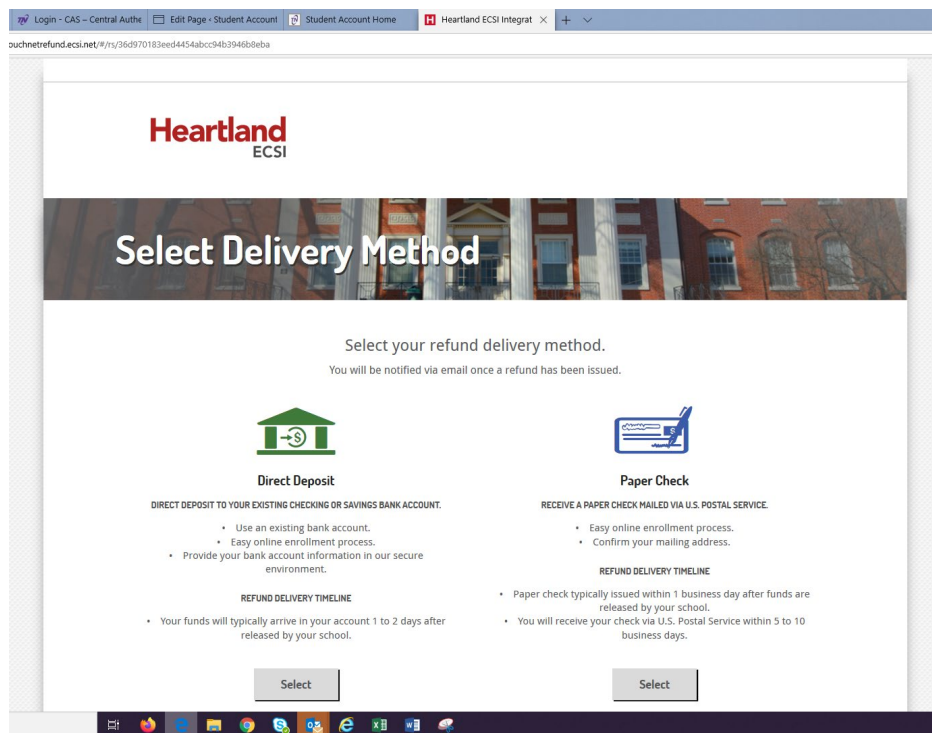 Login - CAS – Central Authe
Edit Page ‹ Student Account
Student Account Home
Heartland ECSI Integrat
ouchnetrefund.ecsi.net/#/rs/36d970183eed4454abcc94b3946b8eba
Heartland
ECSI
Select Delivery Method
Select your refund delivery method.
You will be notified via email once a refund has been issued.
Direct Deposit
DIRECT DEPOSIT TO YOUR EXISTING CHECKING OR SAVINGS BANK ACCOUNT.
• Use an existing bank account.
• Easy online enrollment process.
• Provide your bank account information in our secure
environment.
REFUND DELIVERY TIMELINE
• Your funds will typically arrive in your account 1 to 2 days after
released by your school.
Select
Paper Check
RECEIVE A PAPER CHECK MAILED VIA U.S. POSTAL SERVICE.
• Easy online enrollment process.
• Confirm your mailing address.
REFUND DELIVERY TIMELINE
• Paper check typically issued within 1 business day after funds are
released by your school.
• You will receive your check via U.S. Postal Service within 5 to 10
business days.
Select